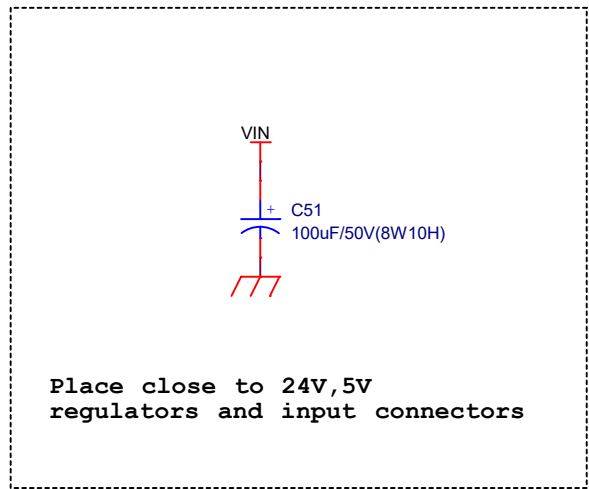 VIN
+ C51
100uF/50V(8W10H)
Place close to 24V,5V
regulators and input connectors